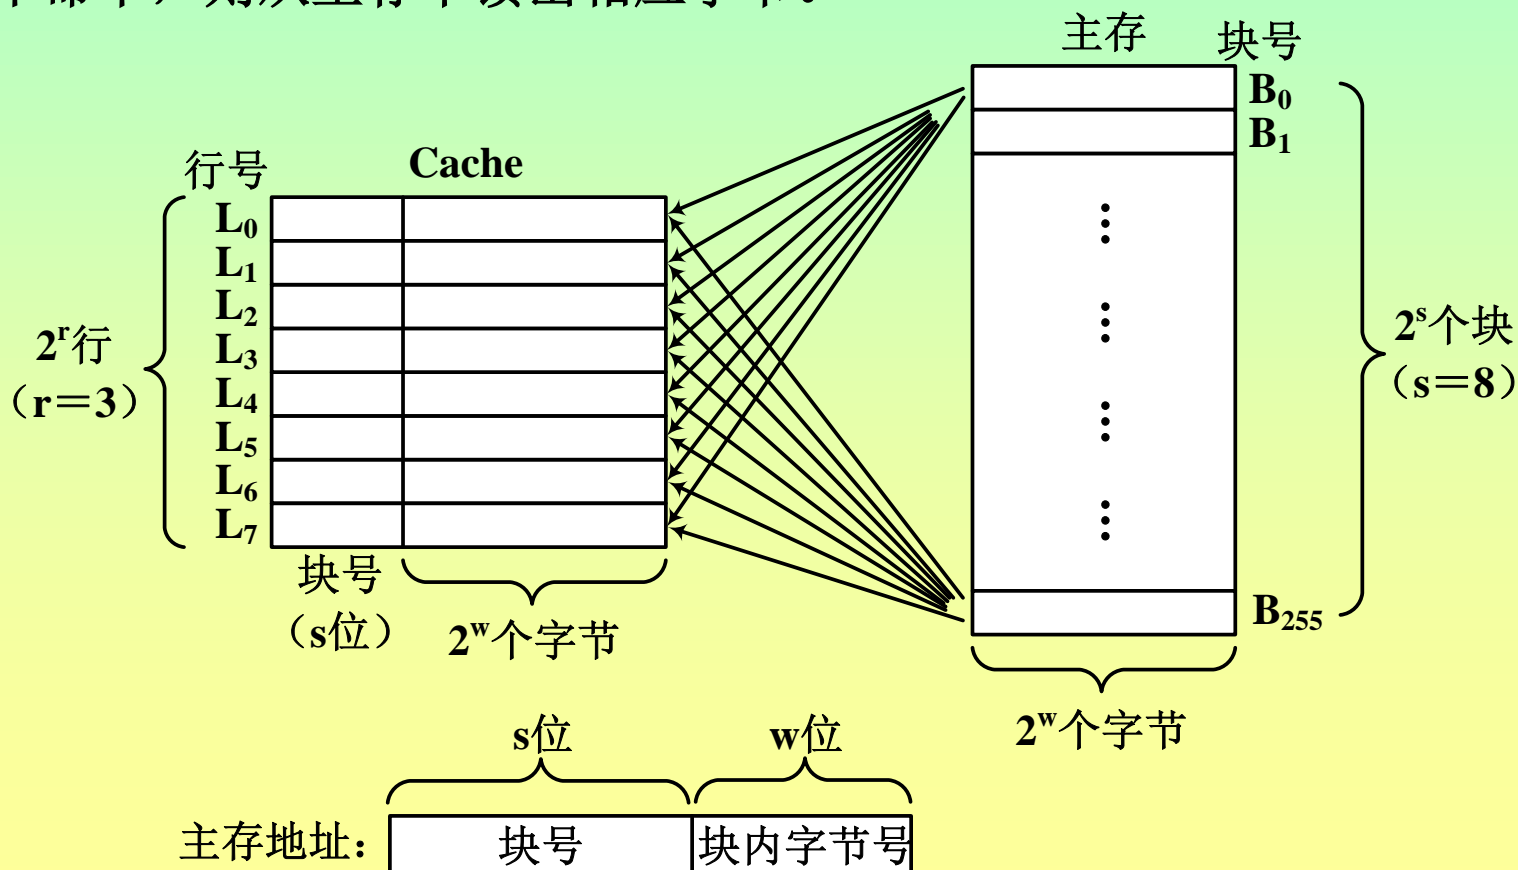 主存 块号
B₀
B₁
行号 Cache
L₀
L₁
L₂
L₃
L₄
L₅
L₆
L₇
2ʳ行
（r＝3）
2ˢ个块
（s＝8）
块号
（s位）
2ʷ个字节
B₂₅₅
2ʷ个字节
s位 w位
主存地址： 块号 块内字节号